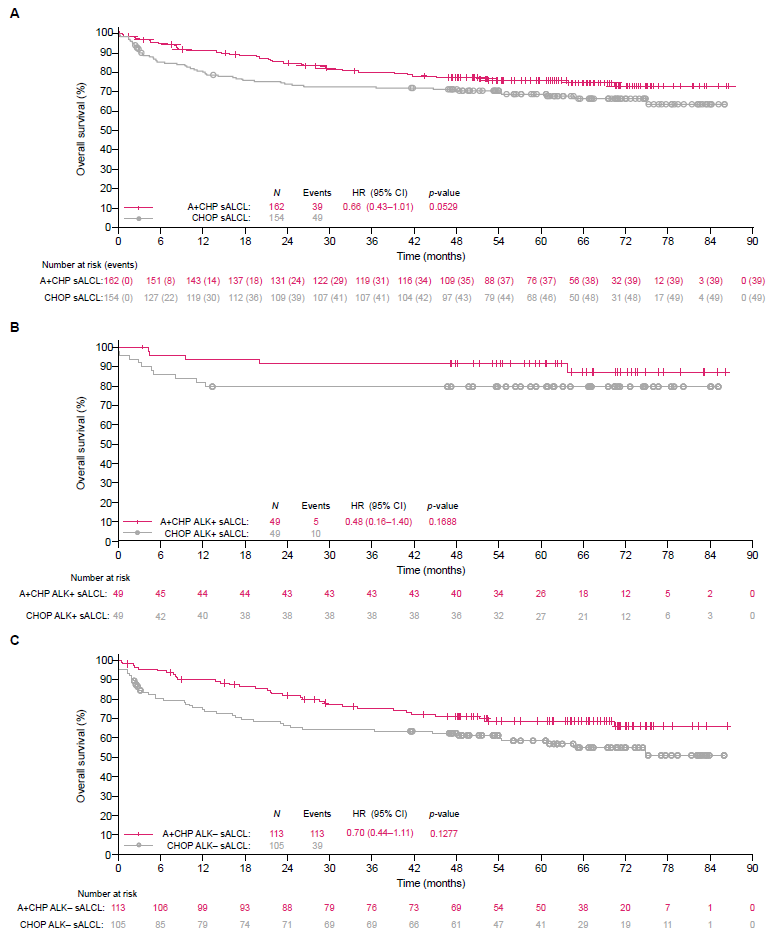 A
100
90
80
70
60
50
40
30
20
10
0
Overall survival (%)
N Events HR (95% CI) p-value
A+CHP sALCL: 162 39 0.66 (0.43–1.01) 0.0529
CHOP sALCL: 154 49
0 6 12 18 24 30 36 42 48 54 60 66 72 78 84 90
Time (months)
Number at risk (events)
A+CHP sALCL: 162 (0) 151 (8) 143 (14) 137 (18) 131 (24) 122 (29) 119 (31) 116 (34) 109 (35) 88 (37) 76 (37) 56 (38) 32 (39) 12 (39) 3 (39) 0 (39)
CHOP sALCL: 154 (0) 127 (22) 119 (30) 112 (36) 109 (39) 107 (41) 107 (41) 104 (42) 97 (43) 79 (44) 68 (46) 50 (48) 31 (48) 17 (49) 4 (49) 0 (49)
B
100
90
80
70
60
50
40
30
20
10
0
Overall survival (%)
N Events HR (95% CI) p-value
A+CHP ALK+ sALCL: 49 5 0.48 (0.16–1.40) 0.1688
CHOP ALK+ sALCL: 49 10
0 6 12 18 24 30 36 42 48 54 60 66 72 78 84 90
Time (months)
Number at risk
A+CHP ALK+ sALCL: 49 45 44 44 43 43 43 43 40 34 26 18 12 5 2 0
CHOP ALK+ sALCL: 49 42 40 38 38 38 38 38 36 32 27 21 12 6 3 0
C
100
90
80
70
60
50
40
30
20
10
0
Overall survival (%)
N Events HR (95% CI) p-value
A+CHP ALK– sALCL: 113 113 0.70 (0.44–1.11) 0.1277
CHOP ALK– sALCL: 105 39
0 6 12 18 24 30 36 42 48 54 60 66 72 78 84 90
Time (months)
Number at risk
A+CHP ALK– sALCL: 113 106 99 93 88 79 76 73 69 54 50 38 20 7 1 0
CHOP ALK– sALCL: 105 85 79 74 71 69 69 66 61 47 41 29 19 11 1 0